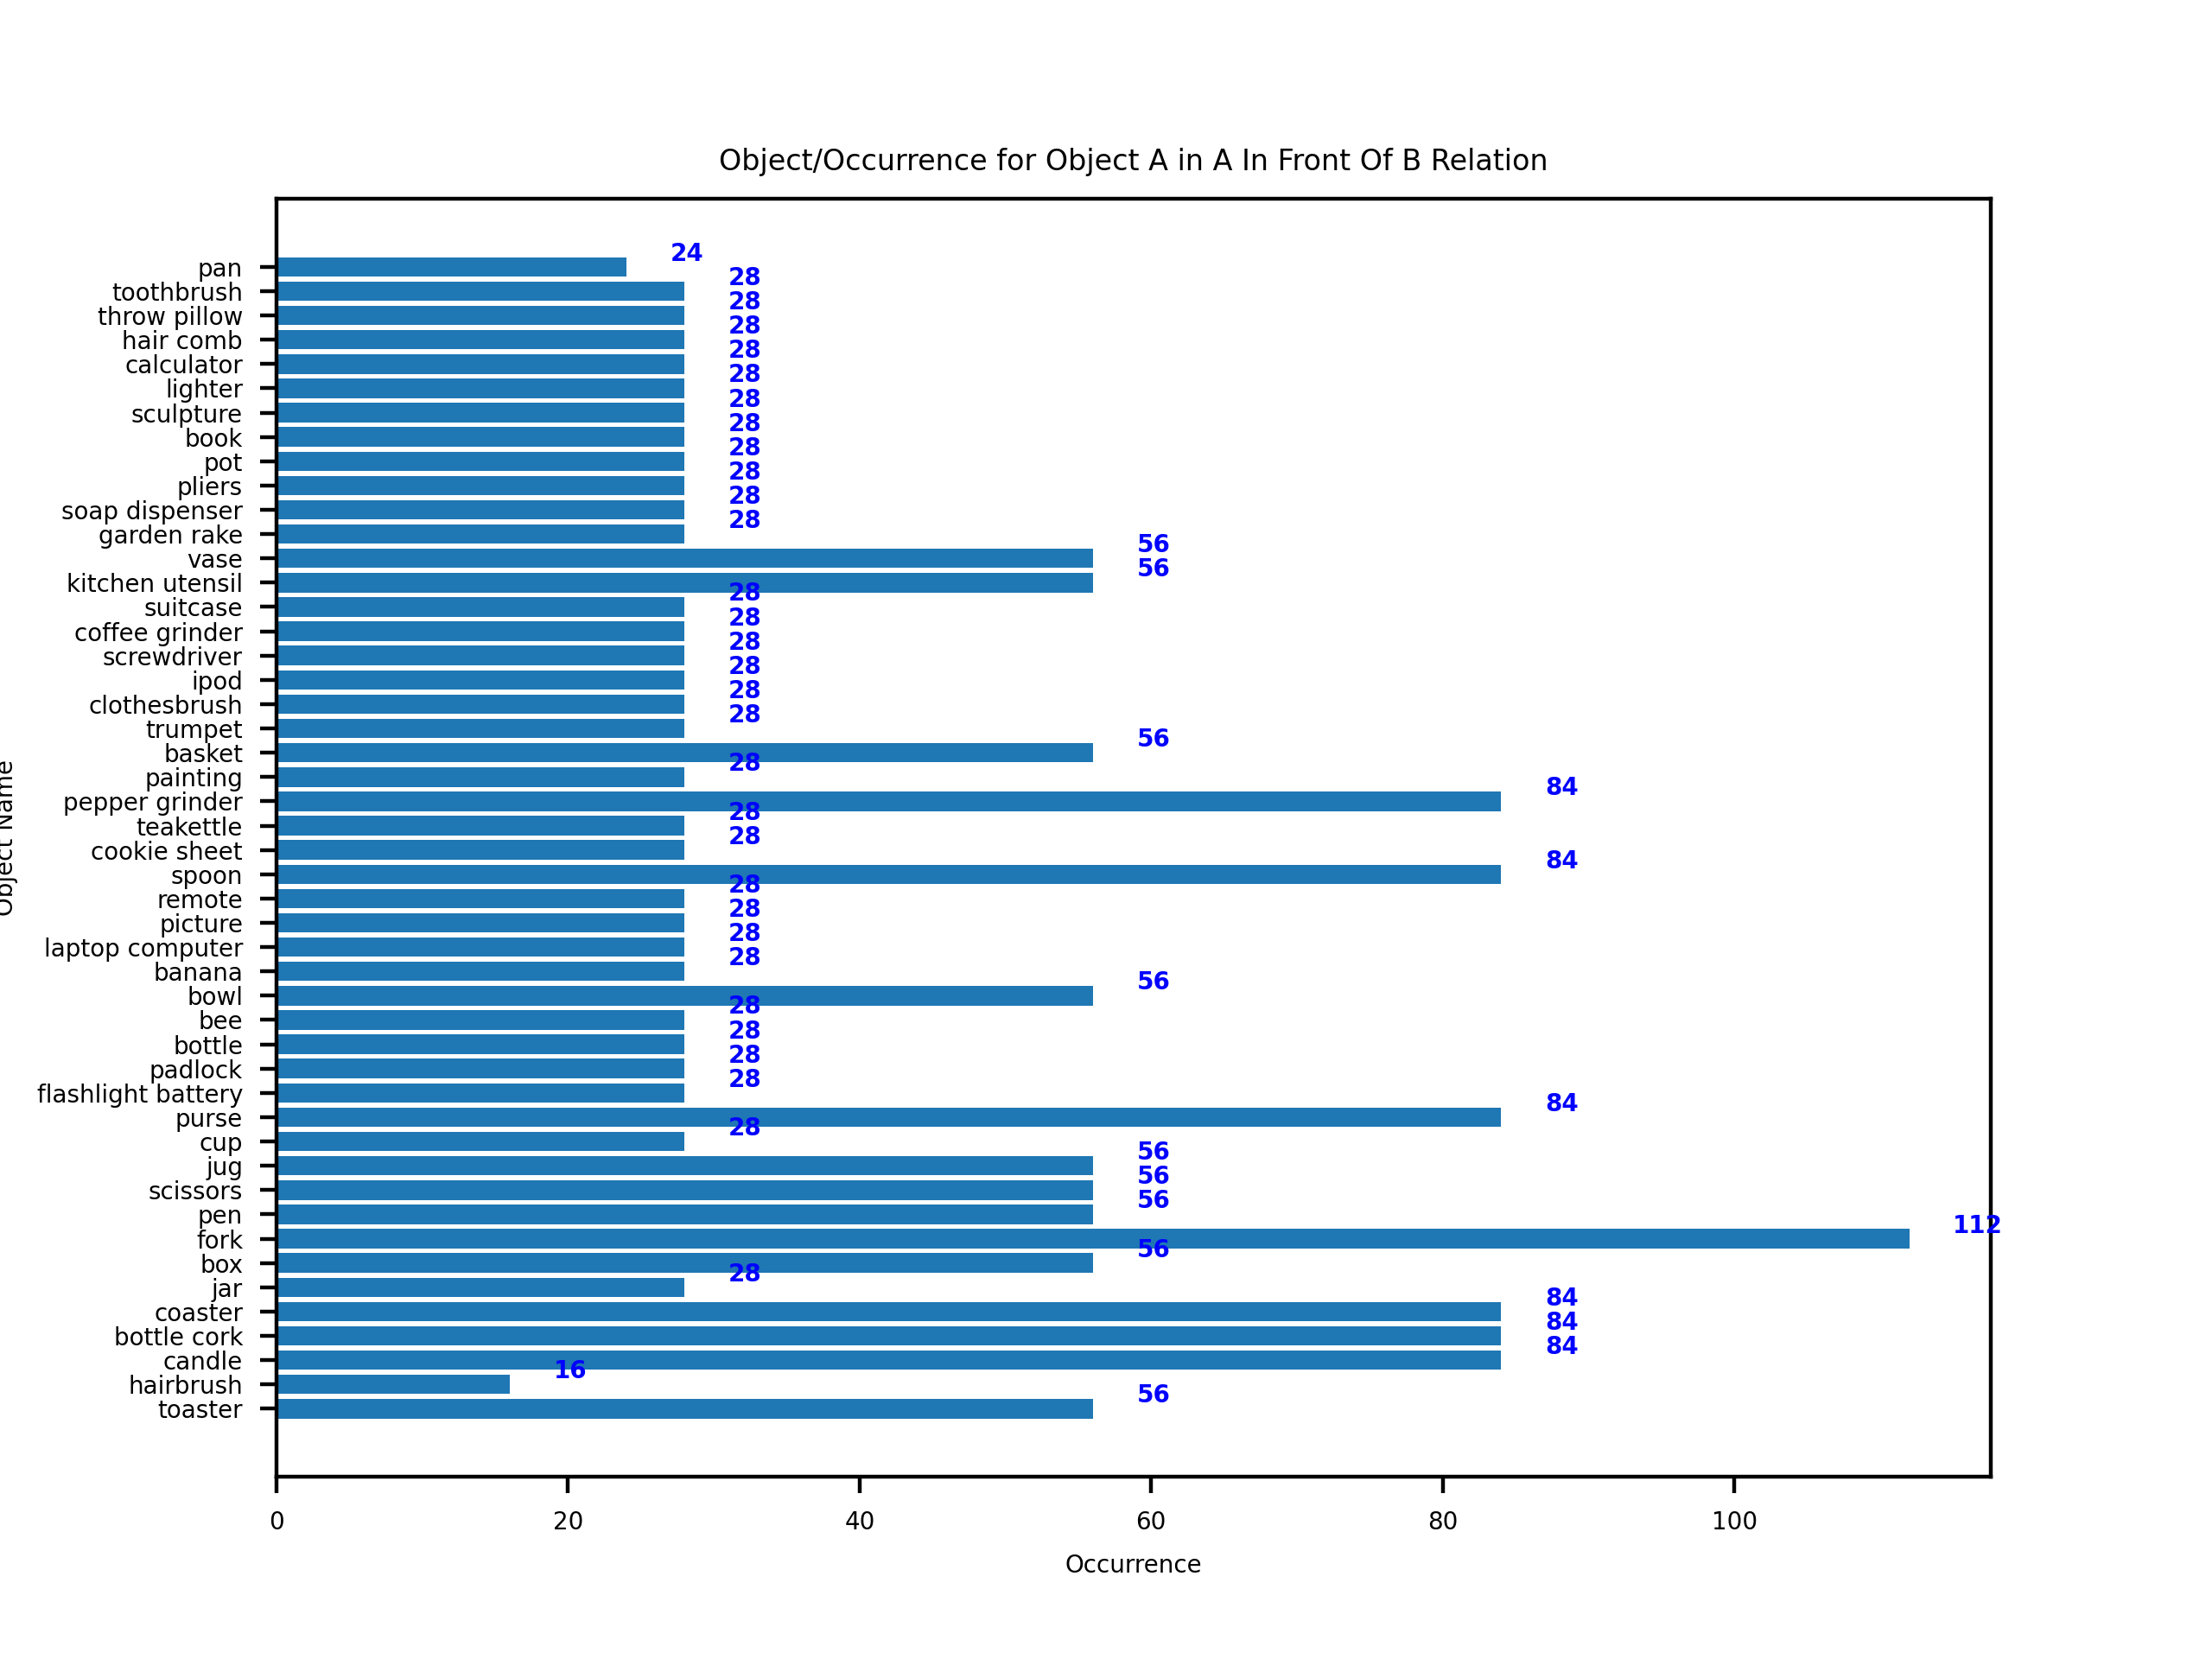 Object/Occurrence for Object A in A In Front Of B Relation
pan 24
toothbrush 28
throw pillow 28
hair comb 28
calculator 28
lighter 28
sculpture 28
book 28
pot 28
pliers 28
soap dispenser 28
garden rake 28
vase 56
kitchen utensil 56
suitcase 28
coffee grinder 28
screwdriver 28
ipod 28
clothesbrush 28
trumpet 28
basket 56
painting 28
pepper grinder 84
teakettle 28
cookie sheet 28
spoon 84
remote 28
picture 28
laptop computer 28
banana 28
bowl 56
bee 28
bottle 28
padlock 28
flashlight battery 28
purse 84
cup 28
jug 56
scissors 56
pen 56
fork 112
box 56
jar 28
coaster 84
bottle cork 84
candle 84
hairbrush 16
toaster 56
Object Name
0 20 40 60 80 100
Occurrence